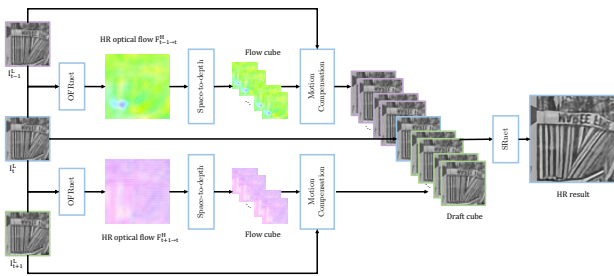 HR optical flow F^H_{t-1→t}
Flow cube
I^L_{t-1}
OFRnet
Space-to-depth
Motion
Compensation
I^L_t
SRnet
HR result
OFRnet
Space-to-depth
Motion
Compensation
HR optical flow F^H_{t+1→t}
Flow cube
Draft cube
I^L_{t+1}